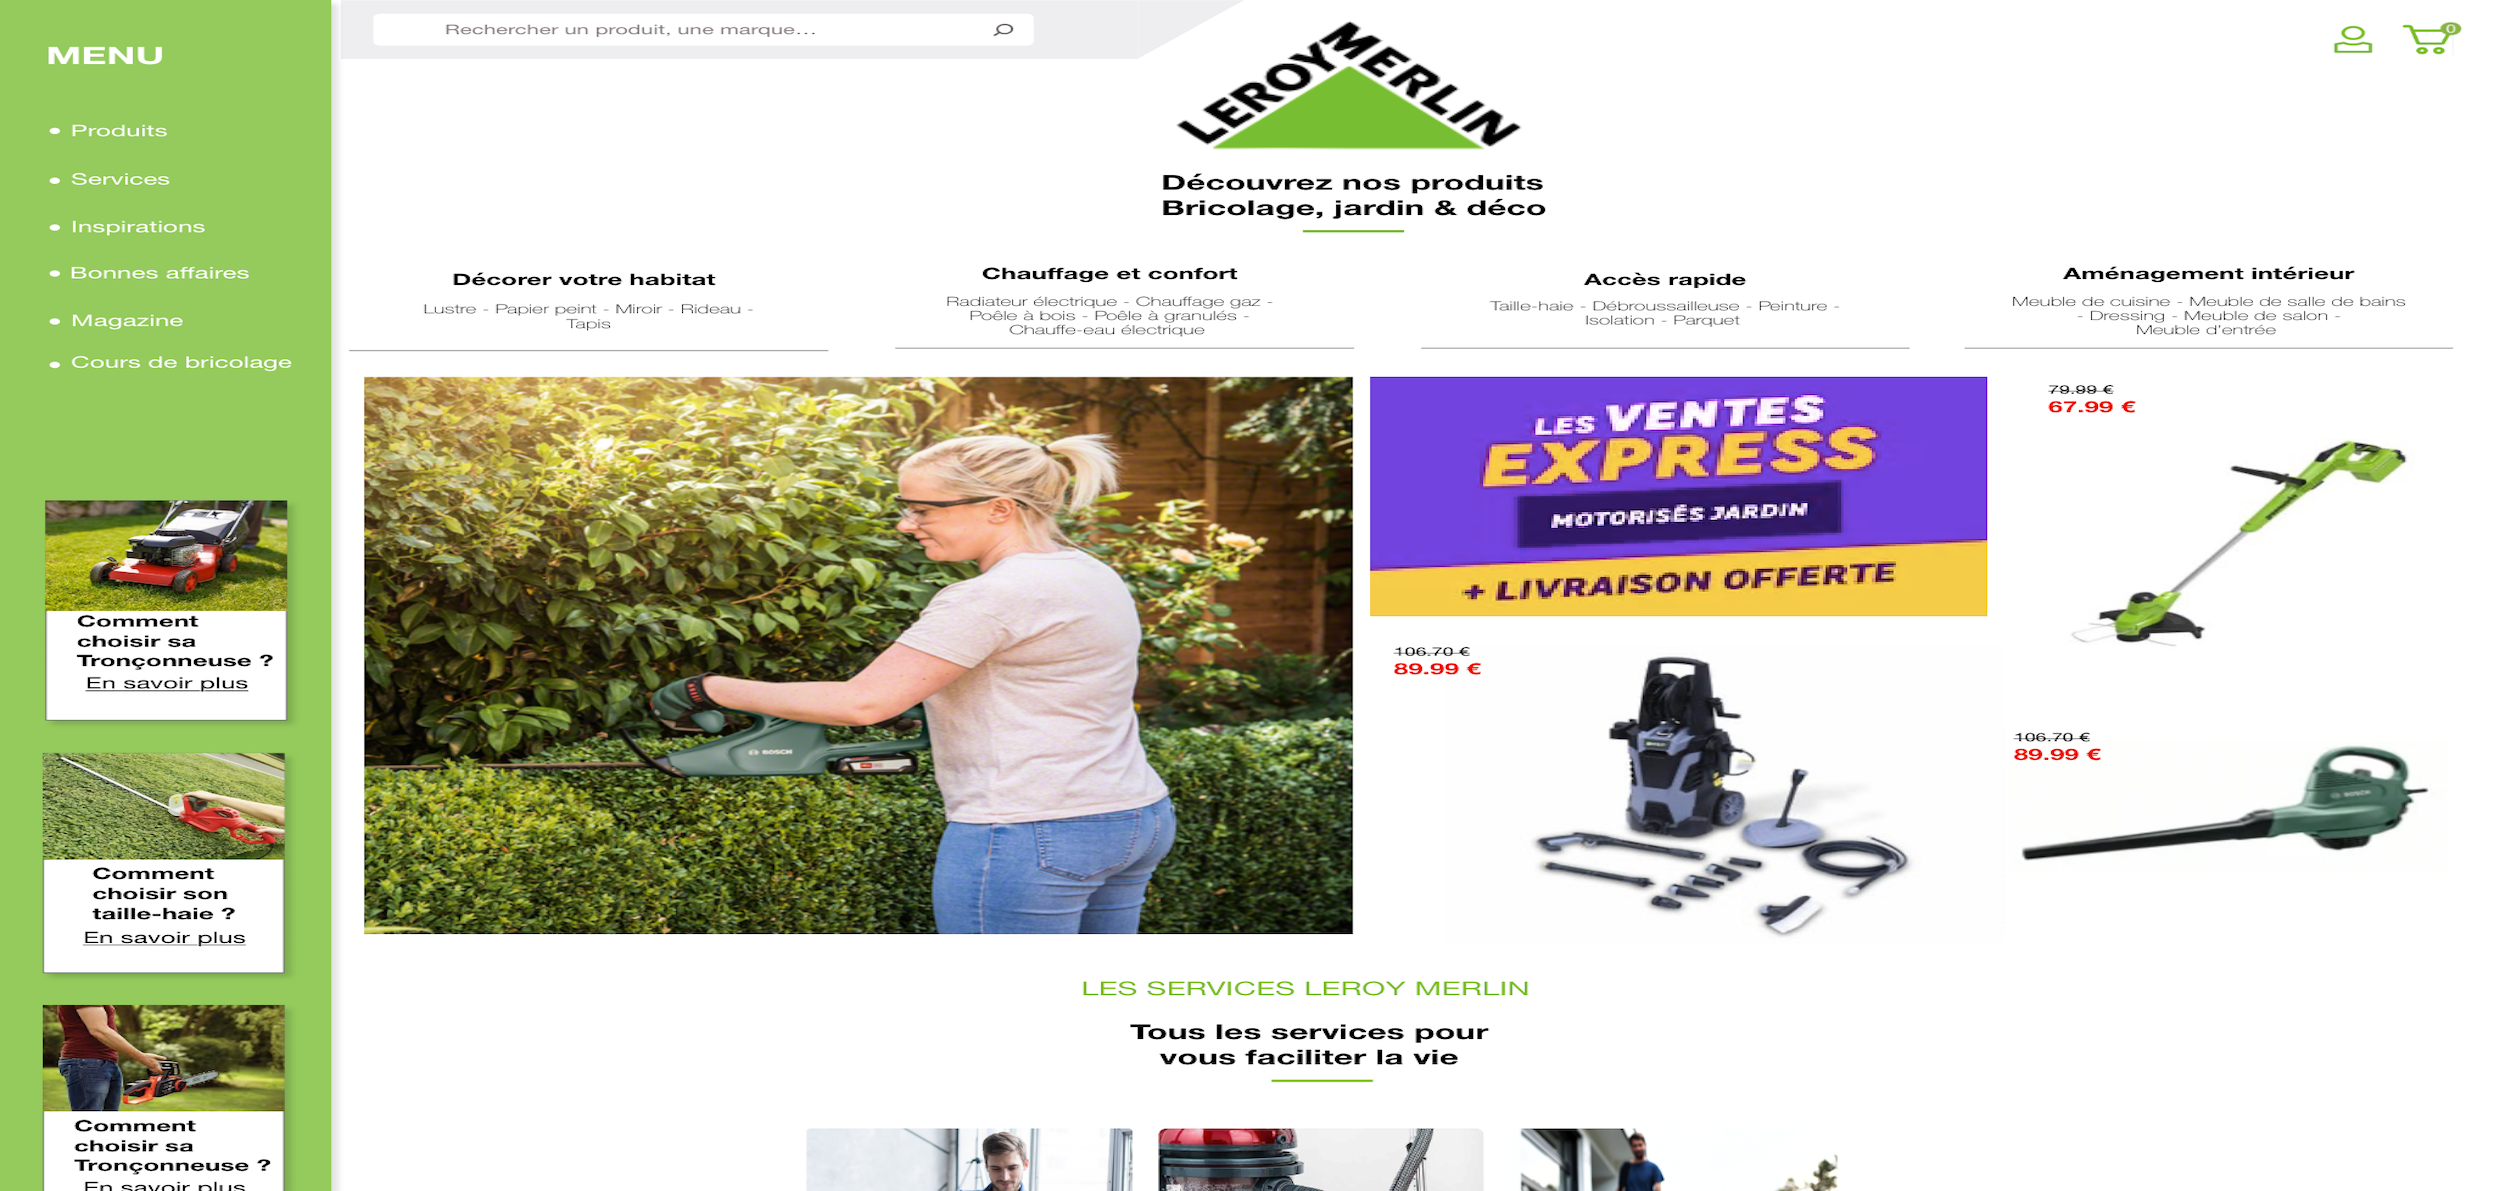 MENU
Produits
Services
Inspirations
Bonnes affaires
Magazine
Cours de bricolage
Comment
choisir sa
Tronçonneuse ?
En savoir plus
Comment
choisir son
taille-haie ?
En savoir plus
Comment
choisir sa
Tronçonneuse ?
En savoir plus
Rechercher un produit, une marque...
0
LEROY MERLIN
Découvrez nos produits
Bricolage, jardin & déco
Décorer votre habitat
Lustre - Papier peint - Miroir - Rideau -
Tapis
Chauffage et confort
Radiateur électrique - Chauffage gaz -
Poêle à bois - Poêle à granulés -
Chauffe-eau électrique
Accès rapide
Taille-haie - Débroussailleuse - Peinture -
Isolation - Parquet
Aménagement intérieur
Meuble de cuisine - Meuble de salle de bains
- Dressing - Meuble de salon -
Meuble d'entrée
BOSCH
LES VENTES
EXPRESS
MOTORISÉS JARDIN
+ LIVRAISON OFFERTE
79.99 €
67.99 €
106.70 €
89.99 €
106.70 €
89.99 €
BOSCH
LES SERVICES LEROY MERLIN
Tous les services pour
vous faciliter la vie